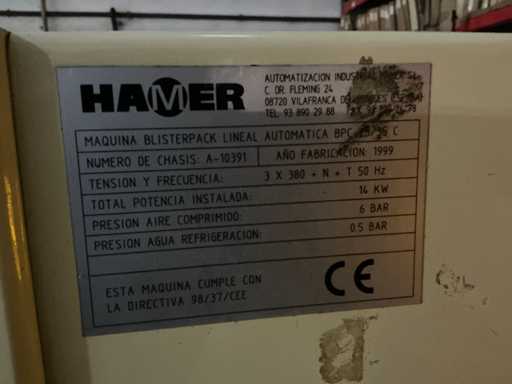 HAMER
AUTOMATIZACION INDUSTRIAL
C. DR. FLEMING 24
08720 VILAFRANCA
TEL. 93 890 29 88
MAQUINA BLISTERPACK LINEAL AUTOMATICA BPC C
NUMERO DE CHASIS: A-10391 AÑO FABRICACION: 1999
TENSION Y FRECUENCIA: 3 X 380 + N + T 50 Hz
TOTAL POTENCIA INSTALADA: 14 KW
PRESION AIRE COMPRIMIDO: 6 BAR
PRESION AGUA REFRIGERACION: 0.5 BAR
ESTA MAQUINA CUMPLE CON
LA DIRECTIVA 98/37/CEE
CE